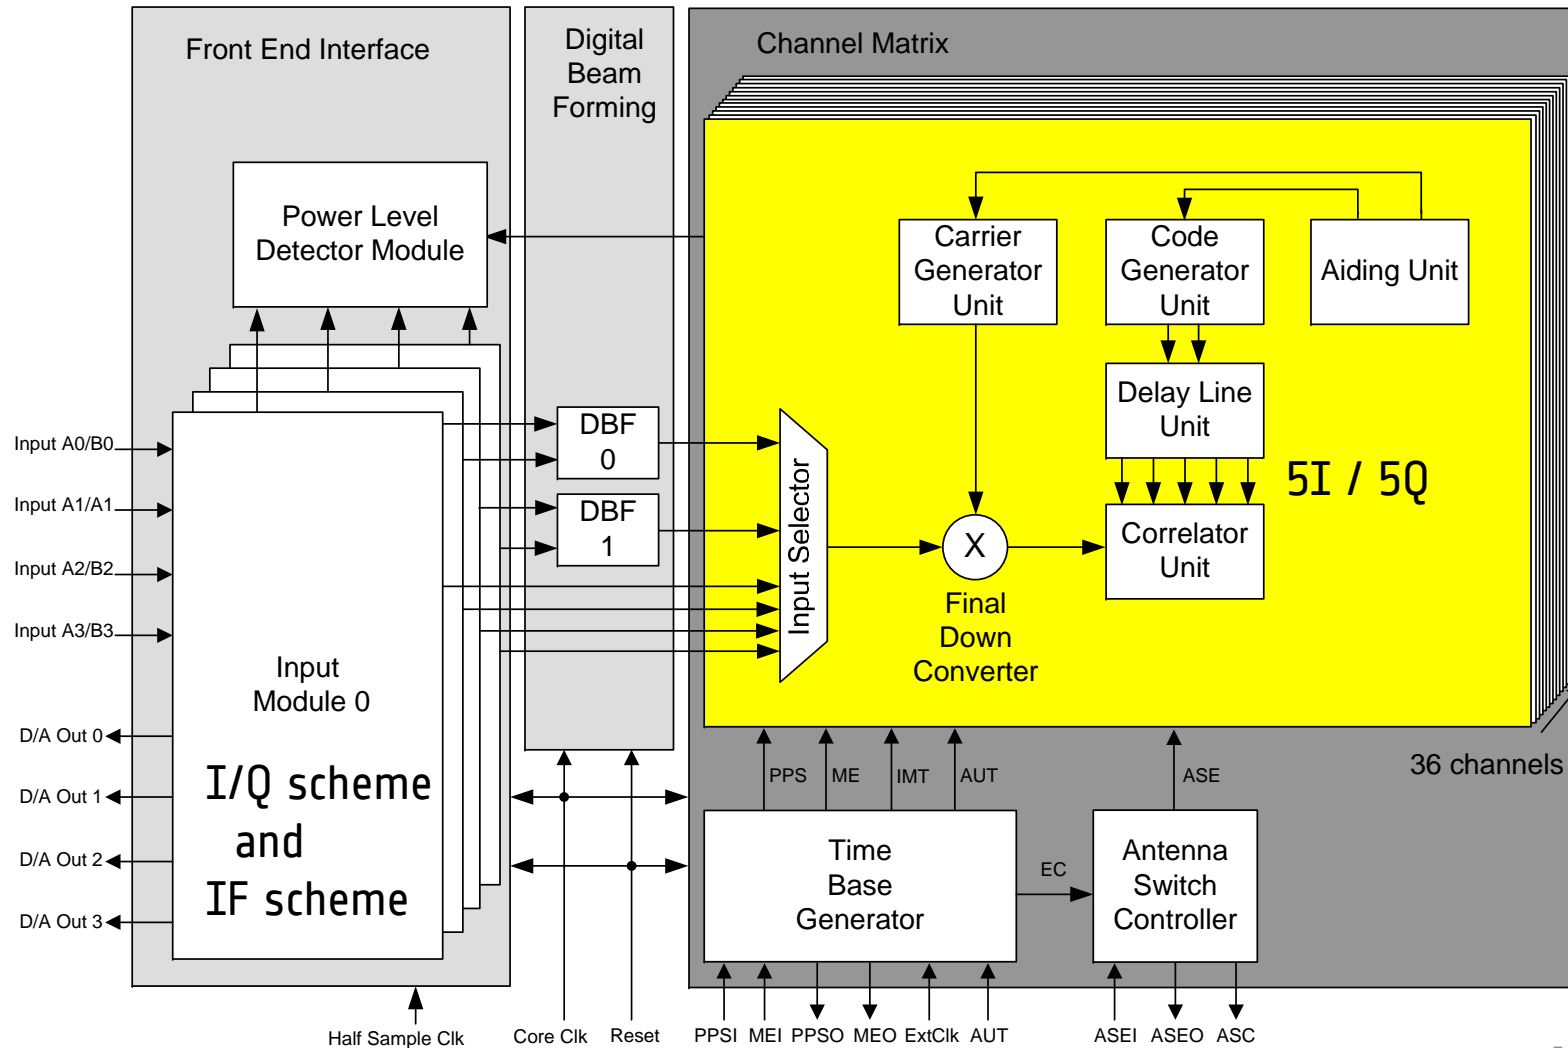 Front End Interface
Digital
Beam
Forming
Channel Matrix
Power Level
Detector Module
Carrier
Generator
Unit
Code
Generator
Unit
Aiding Unit
Delay Line
Unit
5I / 5Q
Correlator
Unit
DBF
0
DBF
1
Input Selector
X
Final
Down
Converter
Input A0/B0
Input A1/A1
Input A2/B2
Input A3/B3
Input
Module 0
I/Q scheme
and
IF scheme
D/A Out 0
D/A Out 1
D/A Out 2
D/A Out 3
36 channels
PPS
ME
IMT
AUT
ASE
Time
Base
Generator
EC
Antenna
Switch
Controller
Half Sample Clk
Core Clk
Reset
PPSI
MEI
PPSO
MEO
ExtClk
AUT
ASEI
ASEO
ASC